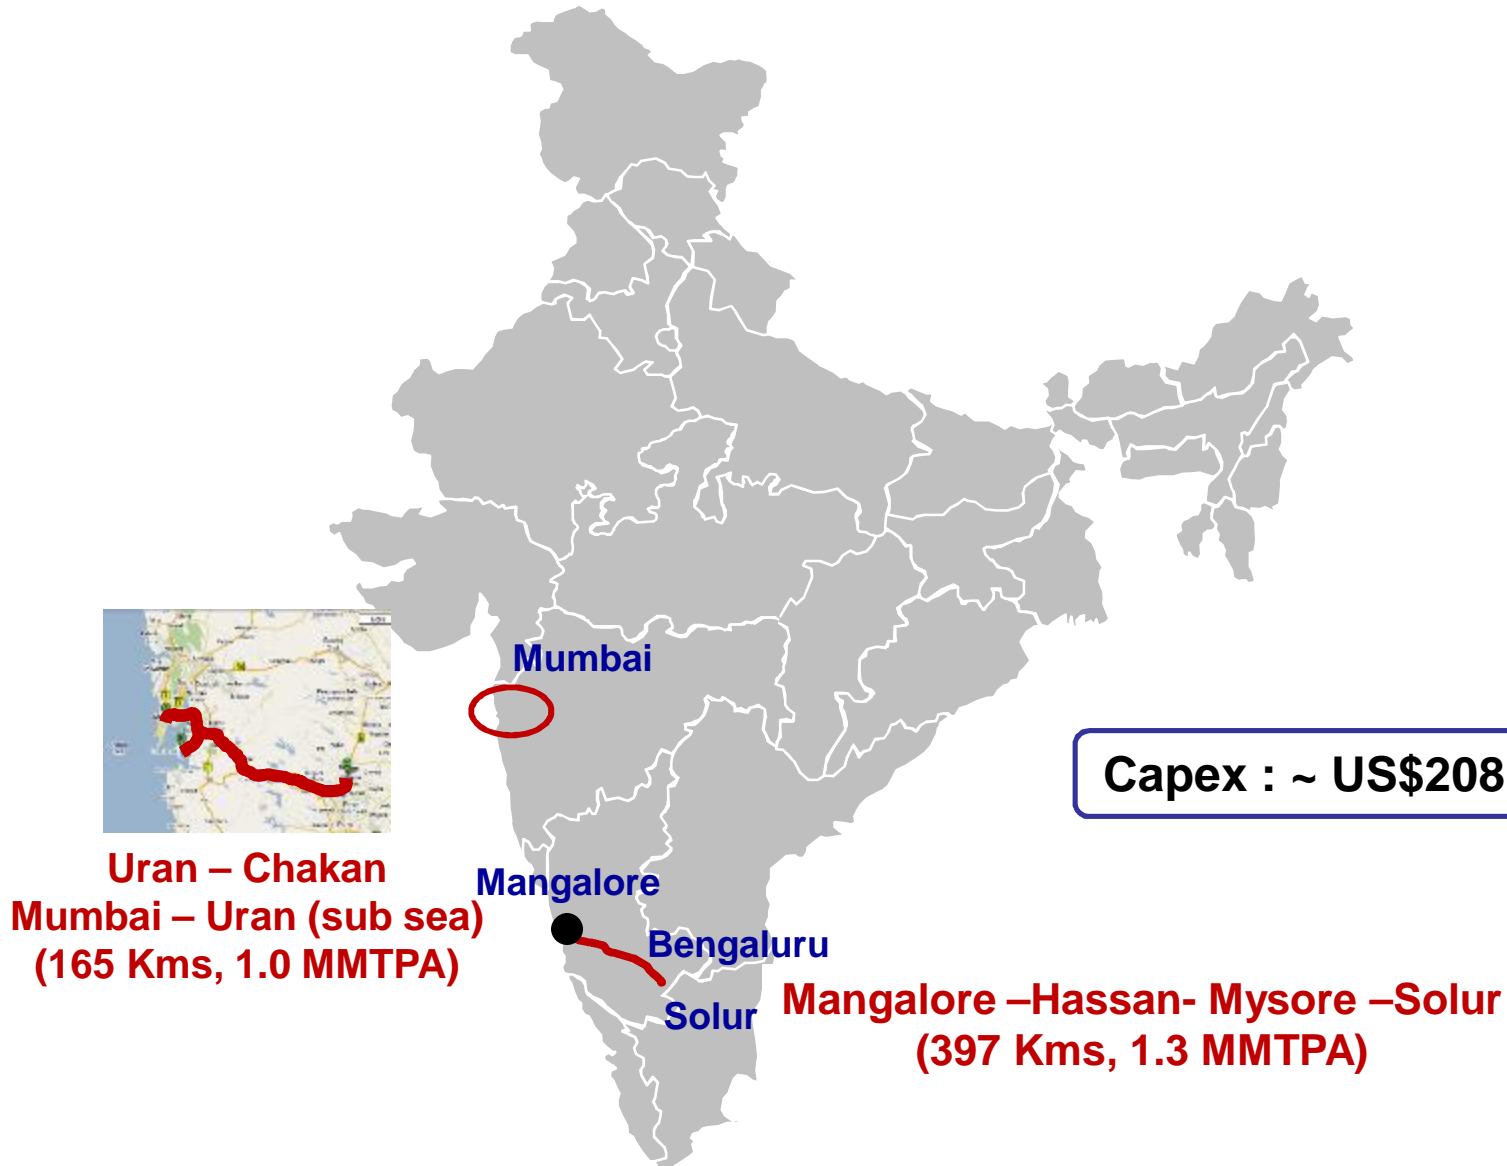 Mumbai
Capex : ~ US$208
Uran – Chakan
Mumbai – Uran (sub sea)
(165 Kms, 1.0 MMTPA)
Mangalore
Bengaluru
Solur
Mangalore –Hassan- Mysore –Solur
(397 Kms, 1.3 MMTPA)